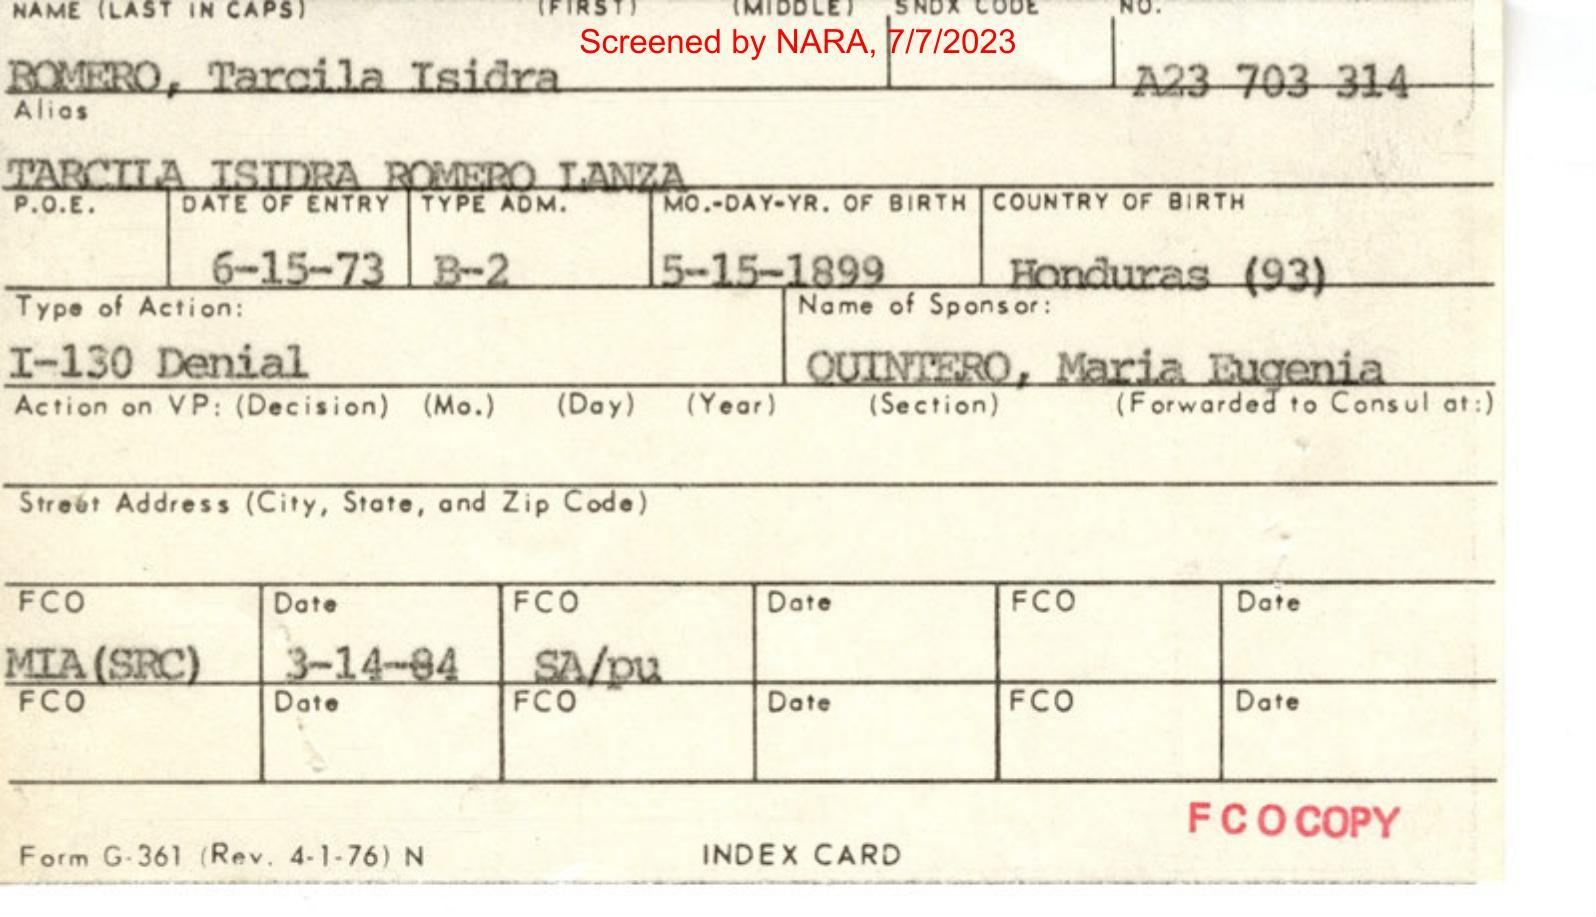 NAME (LAST IN CAPS) (FIRST) (MIDDLE) SNDX CODE NO.
Screened by NARA, 7/7/2023
ROMERO, Tarcila Isidra A23 703 314
Alias
TARCILA ISIDRA ROMERO LANZA
P.O.E. DATE OF ENTRY TYPE ADM. MO.-DAY-YR. OF BIRTH COUNTRY OF BIRTH
6-15-73 B-2 5-15-1899 Honduras (93)
Type of Action: Name of Sponsor:
I-130 Denial QUINTERO, Maria Eugenia
Action on VP: (Decision) (Mo.) (Day) (Year) (Section) (Forwarded to Consul at:)
Street Address (City, State, and Zip Code)
FCO Date FCO Date FCO Date
MIA(SRC) 3-14-84 SA/pu
FCO Date FCO Date FCO Date
FCO COPY
Form G-361 (Rev. 4-1-76) N INDEX CARD